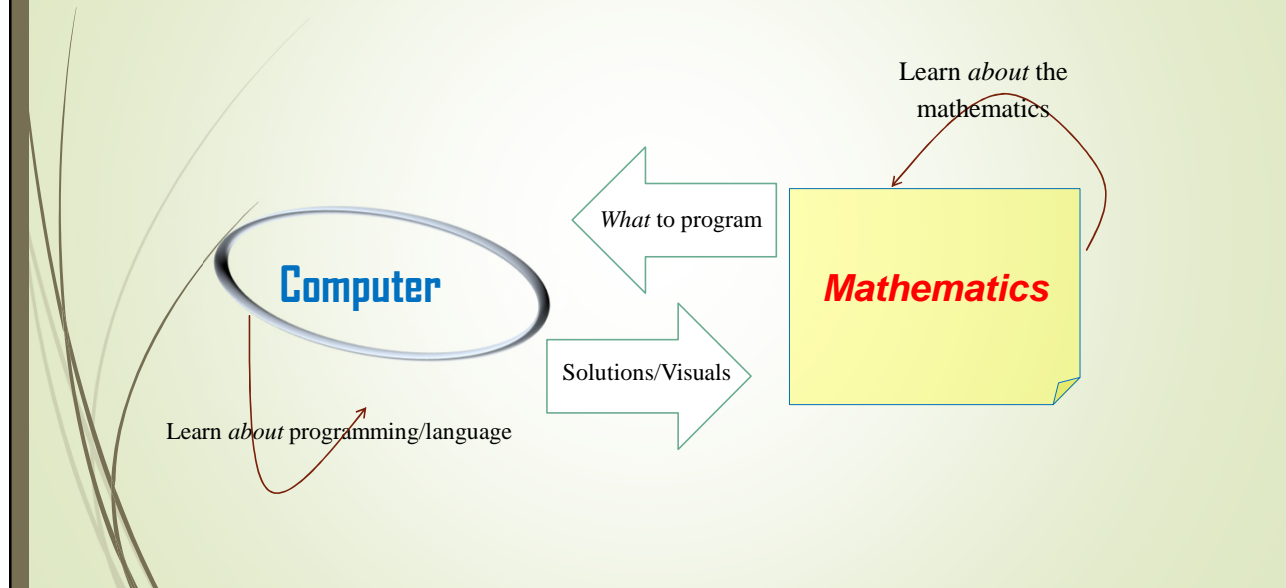 Learn about the
mathematics
What to program
Computer
Mathematics
Solutions/Visuals
Learn about programming/language